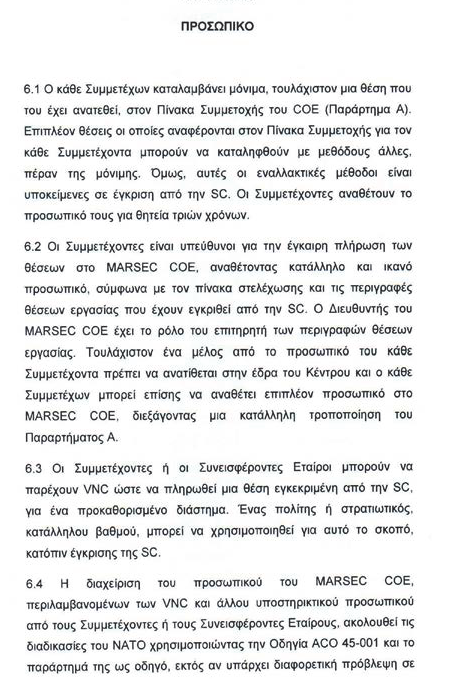 ΠΡΟΣΩΠΙΚΟ
6.1 Ο κάθε Συμμετέχων καταλαμβάνει μόνιμα, τουλάχιστον μια θέση που
του έχει ανατεθεί, στον Πίνακα Συμμετοχής του COE (Παράρτημα Α).
Επιπλέον θέσεις οι οποίες αναφέρονται στον Πίνακα Συμμετοχής για τον
κάθε Συμμετέχοντα μπορούν να καταληφθούν με μεθόδους άλλες,
πέραν της μόνιμης. Όμως, αυτές οι εναλλακτικές μέθοδοι είναι
υποκείμενες σε έγκριση από την SC. Οι Συμμετέχοντες αναθέτουν το
προσωπικό τους για θητεία τριών χρόνων.
6.2 Οι Συμμετέχοντες είναι υπεύθυνοι για την έγκαιρη πλήρωση των
θέσεων στο MARSEC COE, αναθέτοντας κατάλληλο και ικανό
προσωπικό, σύμφωνα με τον πίνακα στελέχωσης και τις περιγραφές
θέσεων εργασίας που έχουν εγκριθεί από την SC. Ο Διευθυντής του
MARSEC COE έχει το ρόλο του επιτηρητή των περιγραφών θέσεων
εργασίας. Τουλάχιστον ένα μέλος από το προσωπικό του κάθε
Συμμετέχοντα πρέπει να ανατίθεται στην έδρα του Κέντρου και ο κάθε
Συμμετέχων μπορεί επίσης να αναθέτει επιπλέον προσωπικό στο
MARSEC COE, διεξάγοντας μια κατάλληλη τροποποίηση του
Παραρτήματος Α.
6.3 Οι Συμμετέχοντες ή οι Συνεισφέροντες Εταίροι μπορούν να
παρέχουν VNC ώστε να πληρωθεί μια θέση εγκεκριμένη από την SC,
για ένα προκαθορισμένο διάστημα. Ένας πολίτης ή στρατιωτικός,
κατάλληλου βαθμού, μπορεί να χρησιμοποιηθεί για αυτό το σκοπό,
κατόπιν έγκρισης της SC.
6.4 Η διαχείριση του προσωπικού του MARSEC COE,
περιλαμβανομένων των VNC και άλλου υποστηρικτικού προσωπικού
από τους Συμμετέχοντες ή τους Συνεισφέροντες Εταίρους, ακολουθεί τις
διαδικασίες του ΝΑΤΟ χρησιμοποιώντας την Οδηγία ACO 45-001 και το
παράρτημά της ως οδηγό, εκτός αν υπάρχει διαφορετική πρόβλεψη σε